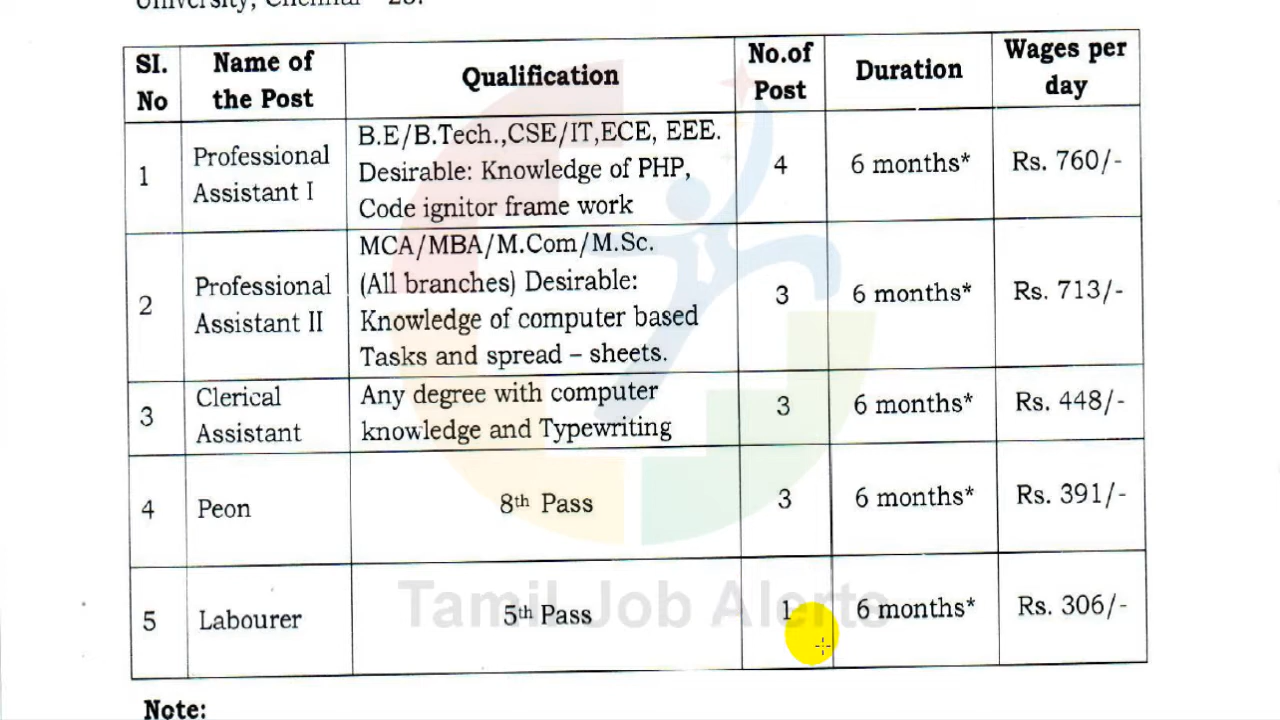 University, Chennai - 25.
SI. No
Name of the Post
Qualification
No.of Post
Duration
Wages per day
1
Professional Assistant I
B.E/B.Tech.,CSE/IT,ECE, EEE.
Desirable: Knowledge of PHP,
Code ignitor frame work
4
6 months*
Rs. 760/-
2
Professional Assistant II
MCA/MBA/M.Com/M.Sc.
(All branches) Desirable:
Knowledge of computer based
Tasks and spread – sheets.
3
6 months*
Rs. 713/-
3
Clerical Assistant
Any degree with computer
knowledge and Typewriting
3
6 months*
Rs. 448/-
4
Peon
8th Pass
3
6 months*
Rs. 391/-
5
Labourer
5th Pass
1
6 months*
Rs. 306/-
Tamil Job Alerts
Note: